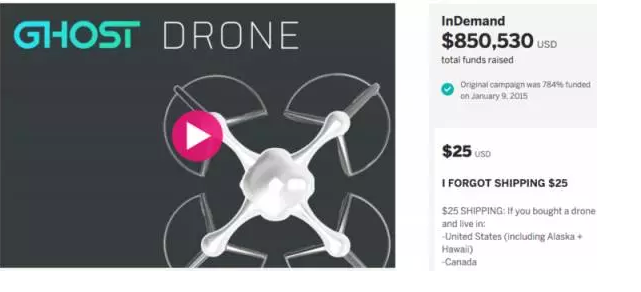 GHOST DRONE
InDemand
$850,530 USD
total funds raised
Original campaign was 784% funded
on January 9, 2015
$25 USD
I FORGOT SHIPPING $25
$25 SHIPPING: If you bought a drone
and live in:
-United States (including Alaska +
Hawaii)
-Canada